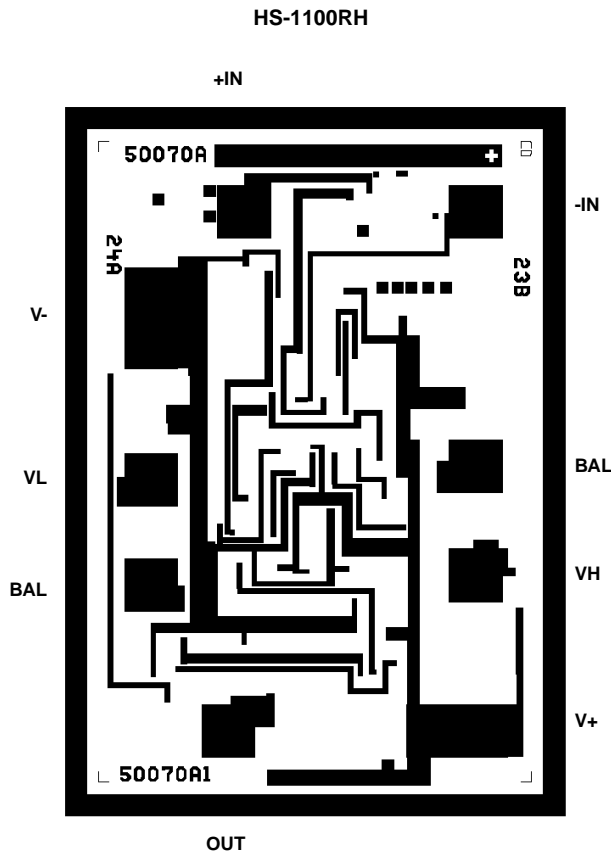 HS-1100RH
+IN
50070A
-IN
24A
23B
V-
VL
BAL
BAL
VH
V+
50070A1
OUT